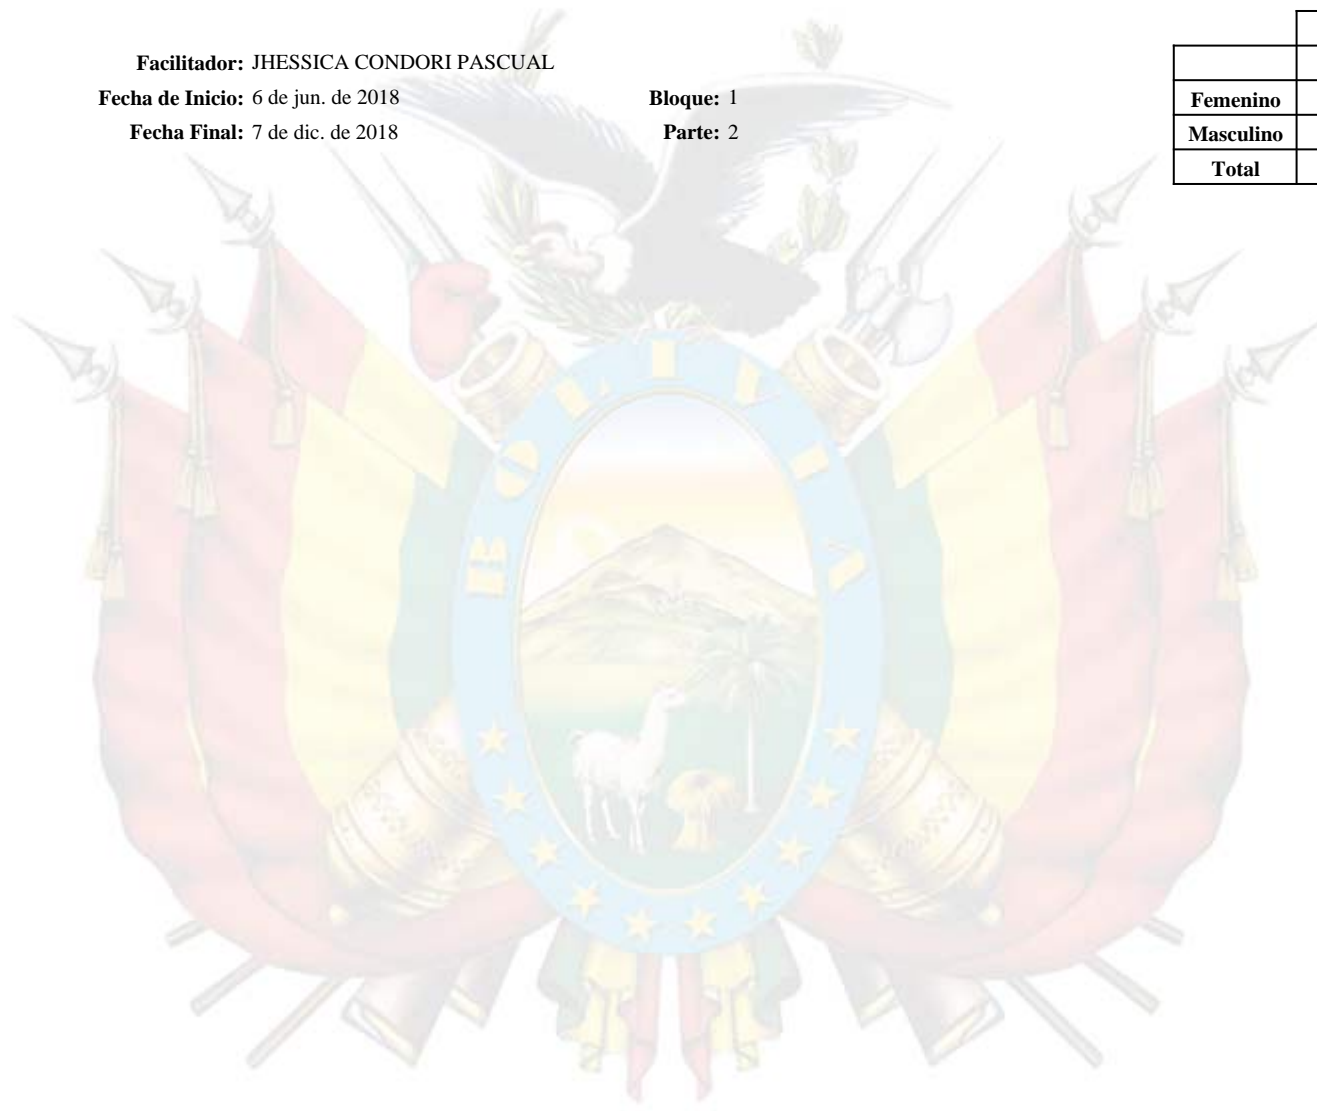 Facilitador: JHESSICA CONDORI PASCUAL
Fecha de Inicio: 6 de jun. de 2018 Bloque: 1
Fecha Final: 7 de dic. de 2018 Parte: 2
Femenino
Masculino
Total
BOLIVIA